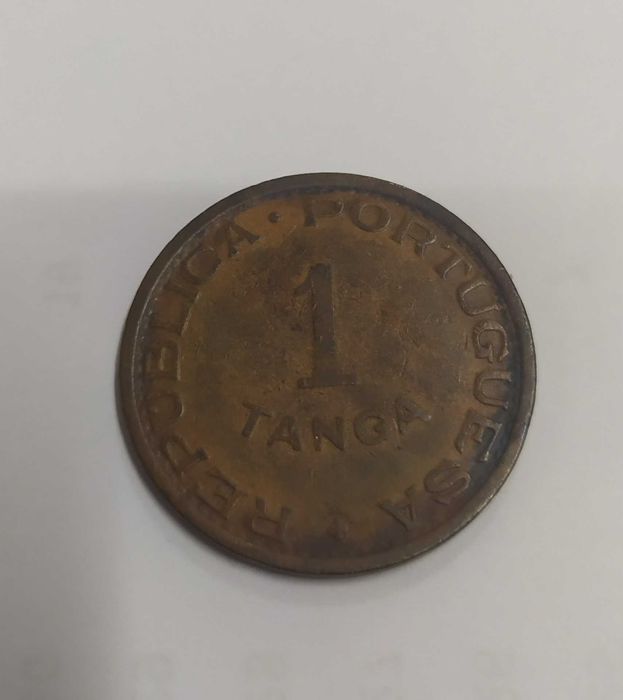 REPUBLICA · PORTUGUESA
1
TANGA